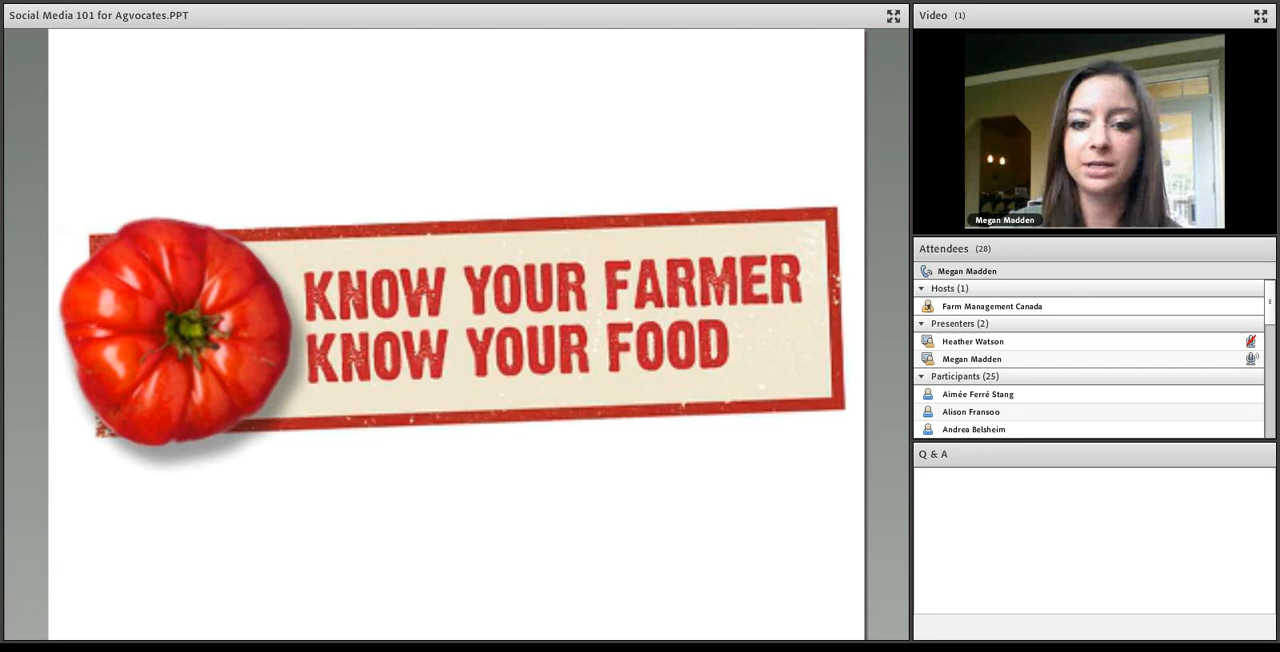 Social Media 101 for Agvocates.PPT
KNOW YOUR FARMER
KNOW YOUR FOOD
Video (1)
Megan Madden
Attendees (28)
Megan Madden
Hosts (1)
Farm Management Canada
Presenters (2)
Heather Watson
Megan Madden
Participants (25)
Aimée Ferré Stang
Alison Fransoo
Andrea Belsheim
Q & A